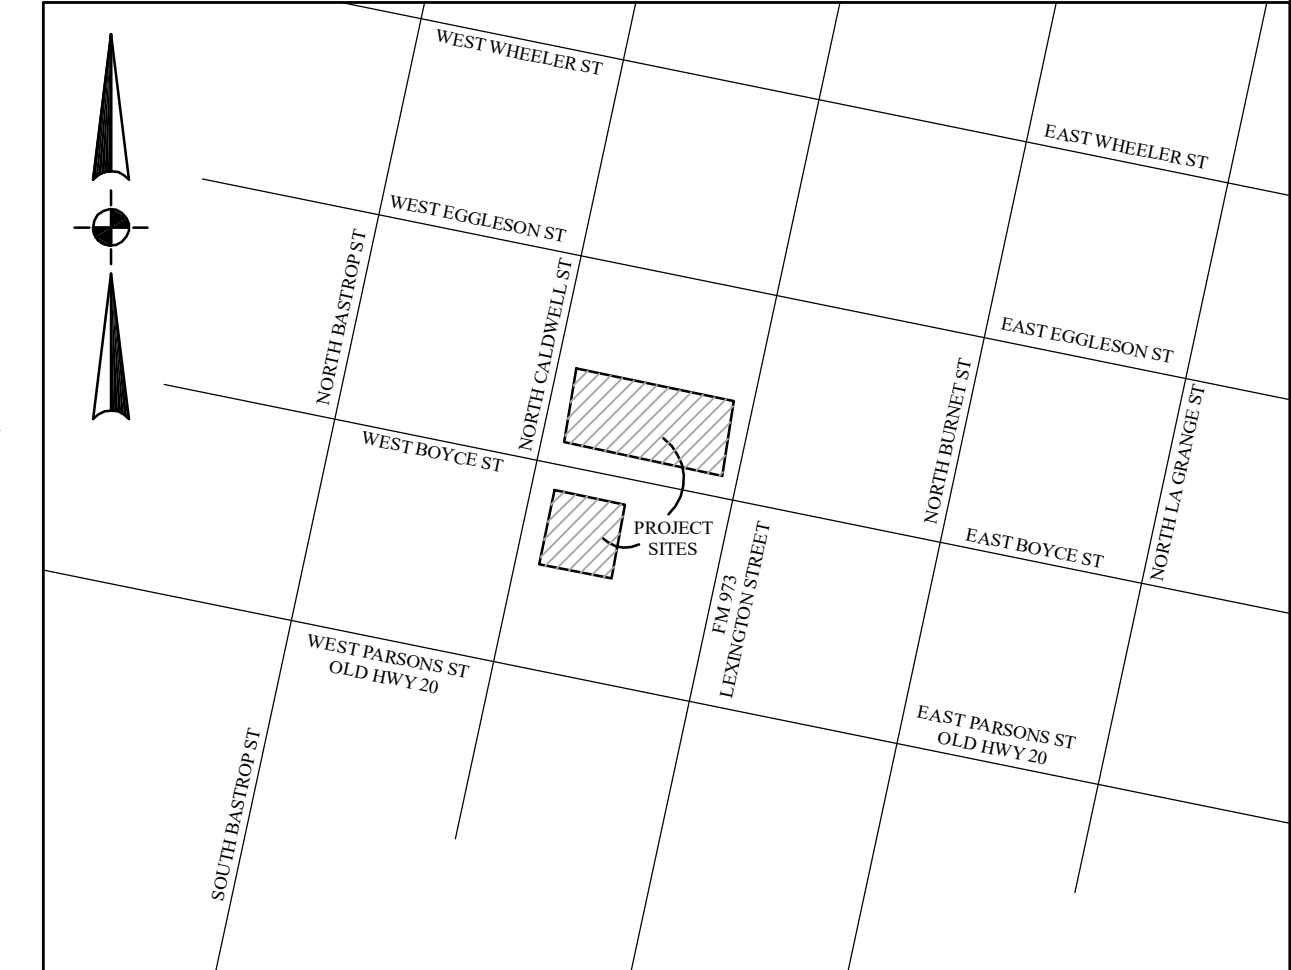 WEST WHEELER ST
EAST WHEELER ST
WEST EGGLESON ST
NORTH BASTROP ST
NORTH CALDWELL ST
EAST EGGLESON ST
NORTH BURNET ST
NORTH LA GRANGE ST
WEST BOYCE ST
PROJECT
SITES
EAST BOYCE ST
FM 973
LEXINGTON STREET
WEST PARSONS ST
OLD HWY 20
EAST PARSONS ST
OLD HWY 20
SOUTH BASTROP ST